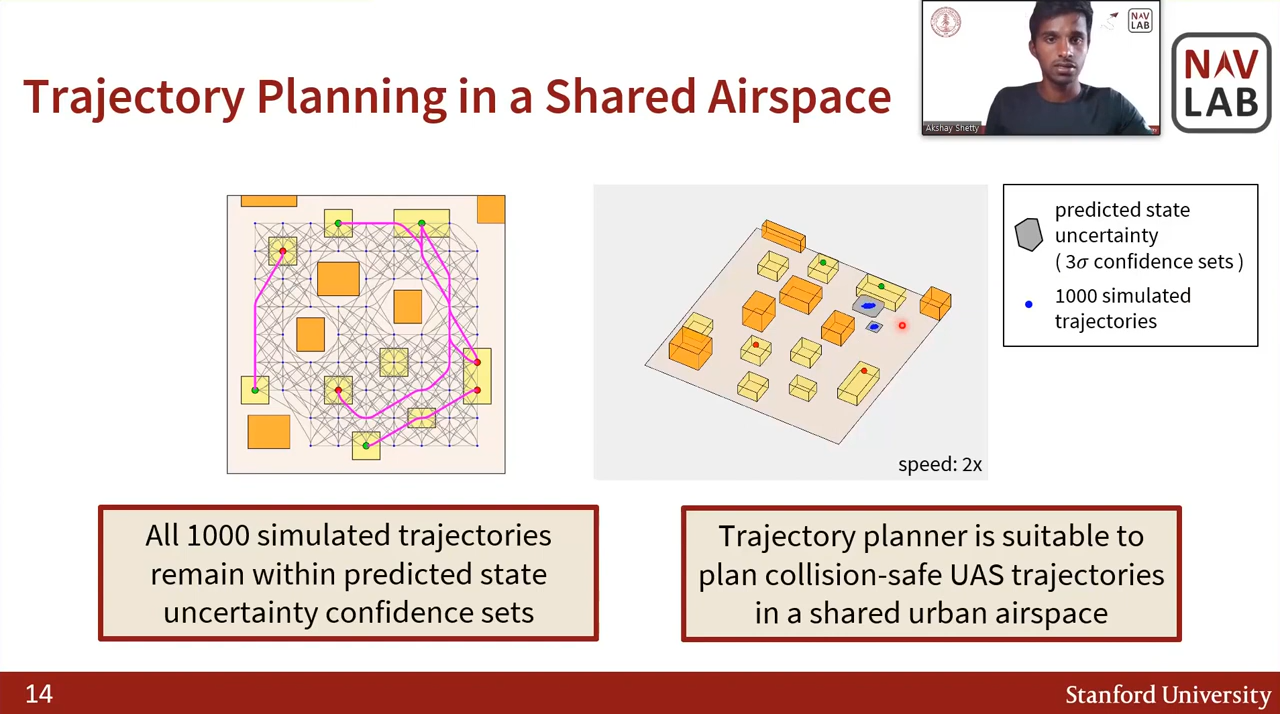 Trajectory Planning in a Shared Airspace
NAV
LAB
Akshay Shetty
NAV
LAB
predicted state
uncertainty
( 3σ confidence sets )
1000 simulated
trajectories
speed: 2x
All 1000 simulated trajectories
remain within predicted state
uncertainty confidence sets
Trajectory planner is suitable to
plan collision-safe UAS trajectories
in a shared urban airspace
14
Stanford University